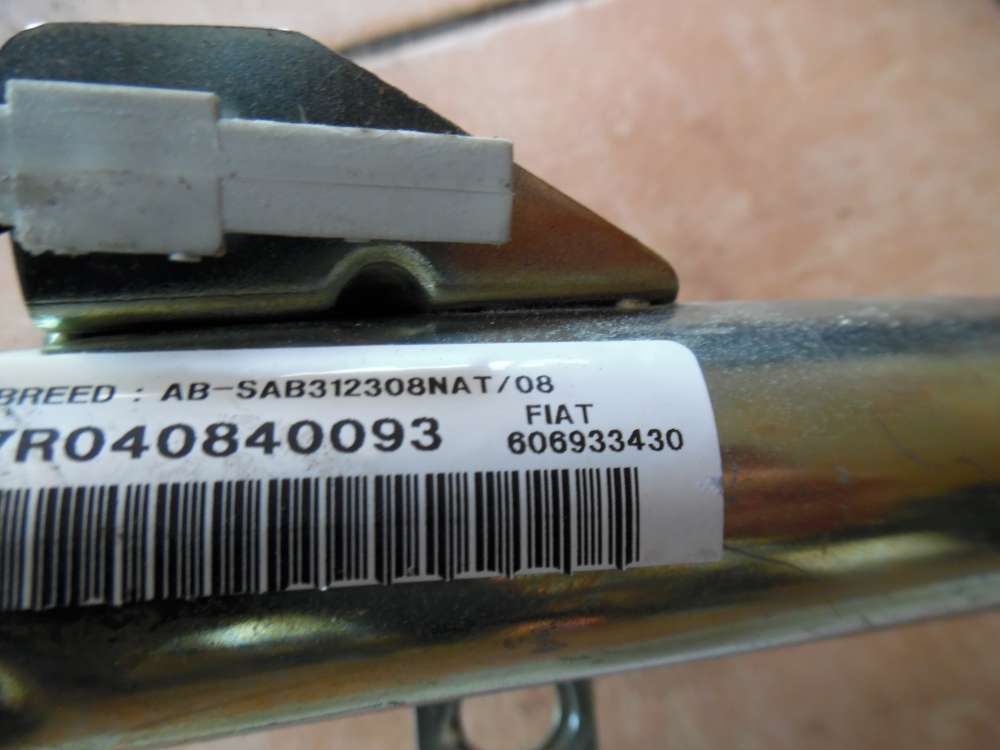 BREED : AB-SAB312308NAT/08
7R040840093
FIAT
606933430